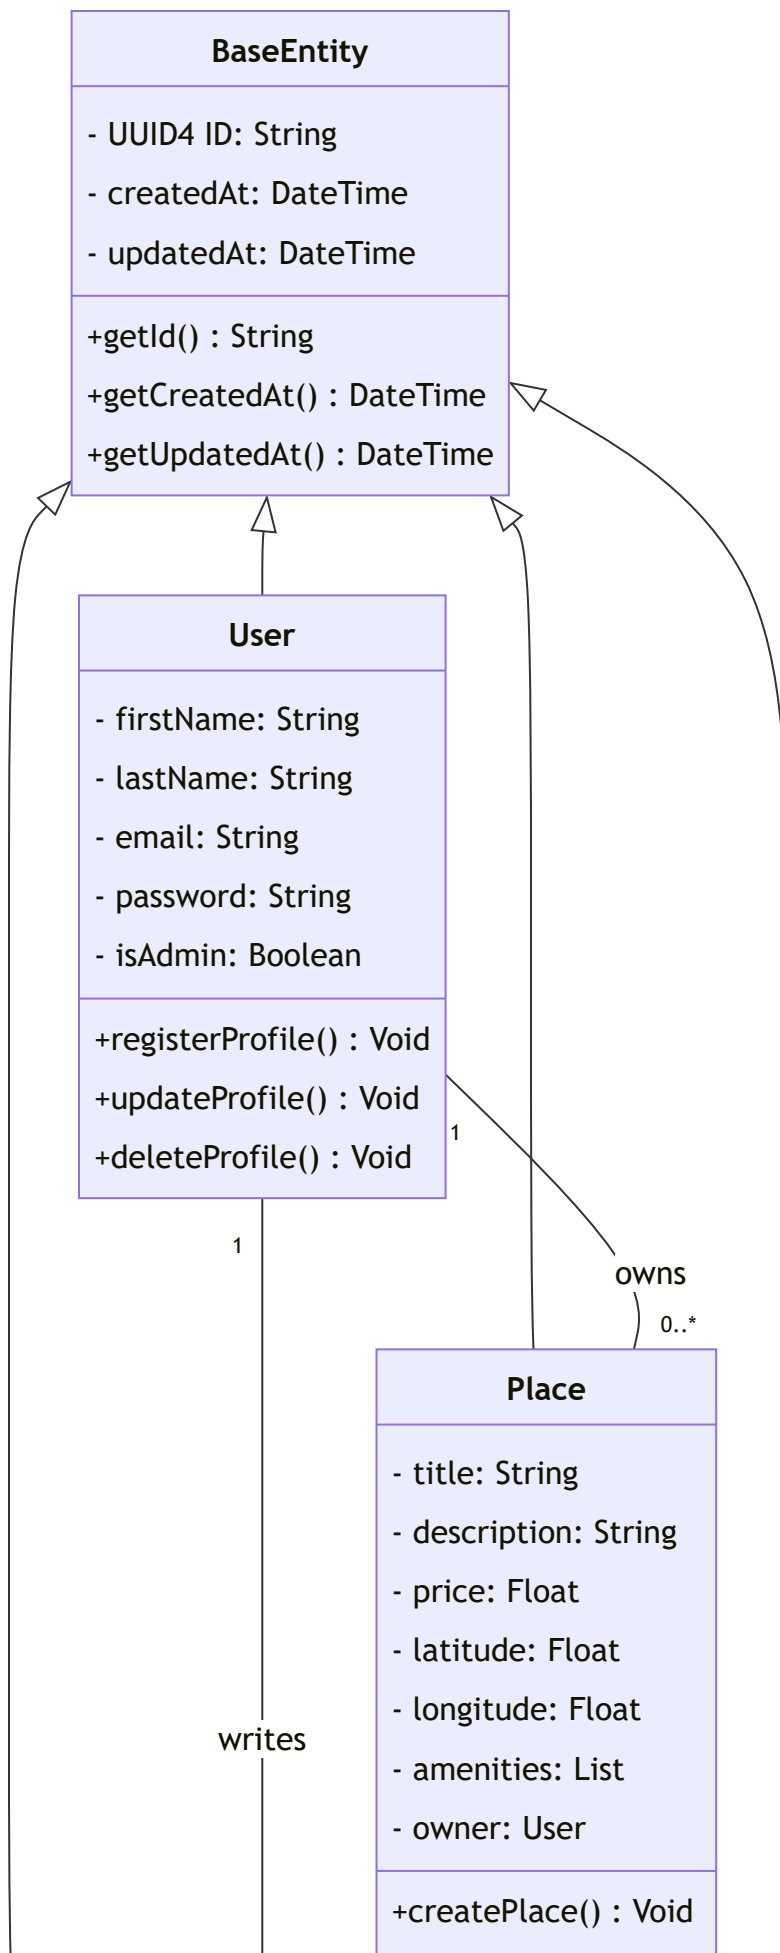 BaseEntity
- UUID4 ID: String
- createdAt: DateTime
- updatedAt: DateTime
+getId() : String
+getCreatedAt() : DateTime
+getUpdatedAt() : DateTime
User
- firstName: String
- lastName: String
- email: String
- password: String
- isAdmin: Boolean
+registerProfile() : Void
+updateProfile() : Void
+deleteProfile() : Void
1
1
owns
0..*
Place
- title: String
- description: String
- price: Float
- latitude: Float
- longitude: Float
- amenities: List
- owner: User
+createPlace() : Void
writes